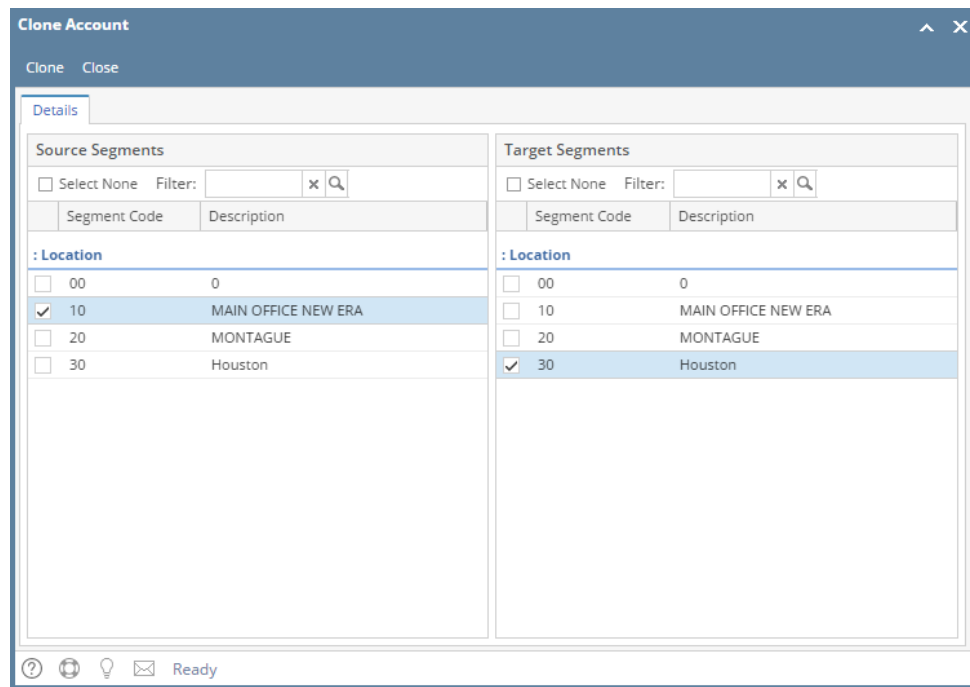 Clone Account
Clone Close
Details
Source Segments
Select None Filter:
Segment Code Description
: Location
00 0
10 MAIN OFFICE NEW ERA
20 MONTAGUE
30 Houston
Target Segments
Select None Filter:
Segment Code Description
: Location
00 0
10 MAIN OFFICE NEW ERA
20 MONTAGUE
30 Houston
Ready